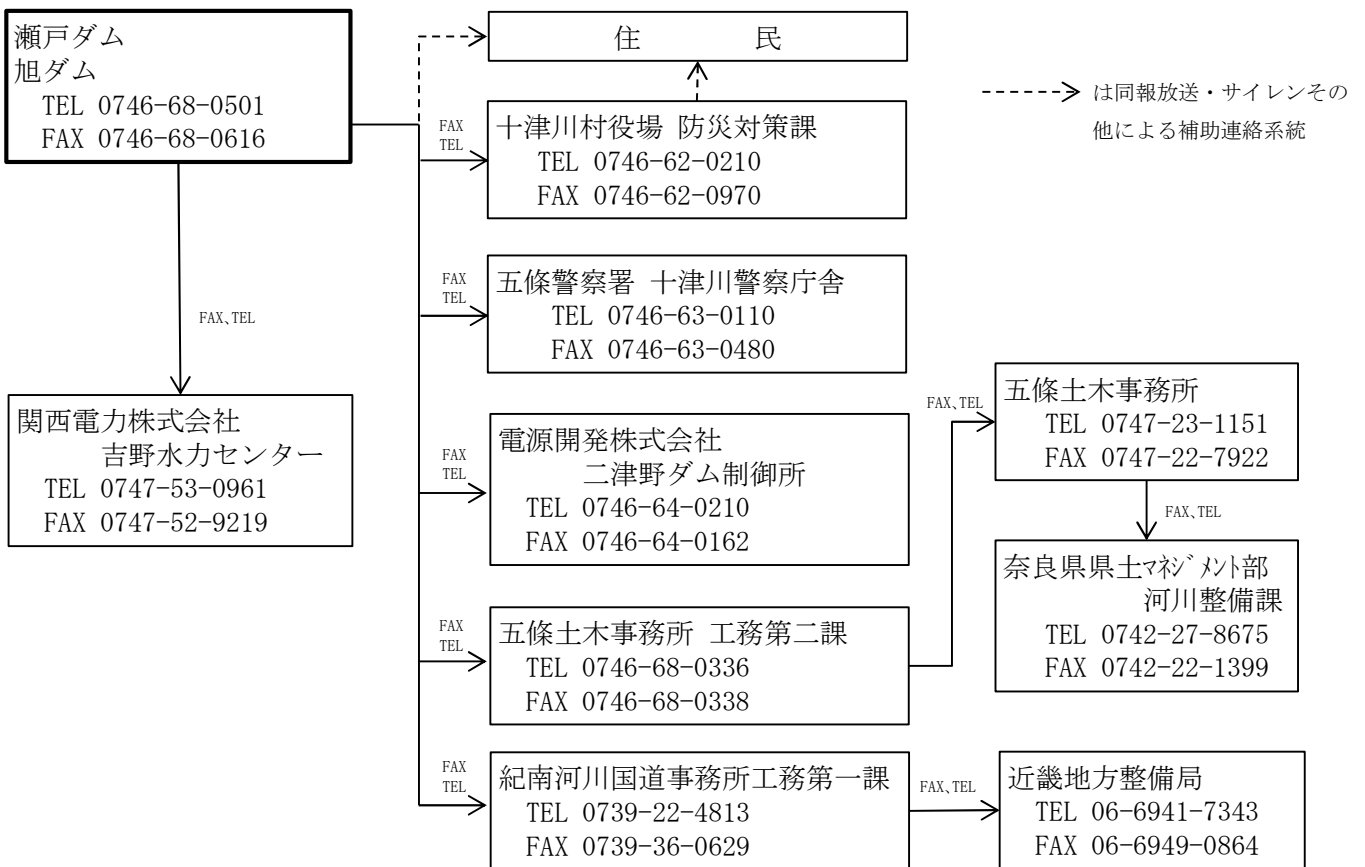 瀬戸ダム
旭ダム
TEL 0746-68-0501
FAX 0746-68-0616
FAX、TEL
関西電力株式会社
吉野水力センター
TEL 0747-53-0961
FAX 0747-52-9219
住　　　民
FAX
TEL
十津川村役場 防災対策課
TEL 0746-62-0210
FAX 0746-62-0970
FAX
TEL
五條警察署 十津川警察庁舎
TEL 0746-63-0110
FAX 0746-63-0480
FAX
TEL
電源開発株式会社
二津野ダム制御所
TEL 0746-64-0210
FAX 0746-64-0162
FAX
TEL
五條土木事務所 工務第二課
TEL 0746-68-0336
FAX 0746-68-0338
FAX
TEL
紀南河川国道事務所工務第一課
TEL 0739-22-4813
FAX 0739-36-0629
は同報放送・サイレンその
他による補助連絡系統
FAX、TEL
五條土木事務所
TEL 0747-23-1151
FAX 0747-22-7922
FAX、TEL
奈良県県土ﾏﾈｼﾞﾒﾝﾄ部
河川整備課
TEL 0742-27-8675
FAX 0742-22-1399
FAX、TEL
近畿地方整備局
TEL 06-6941-7343
FAX 06-6949-0864